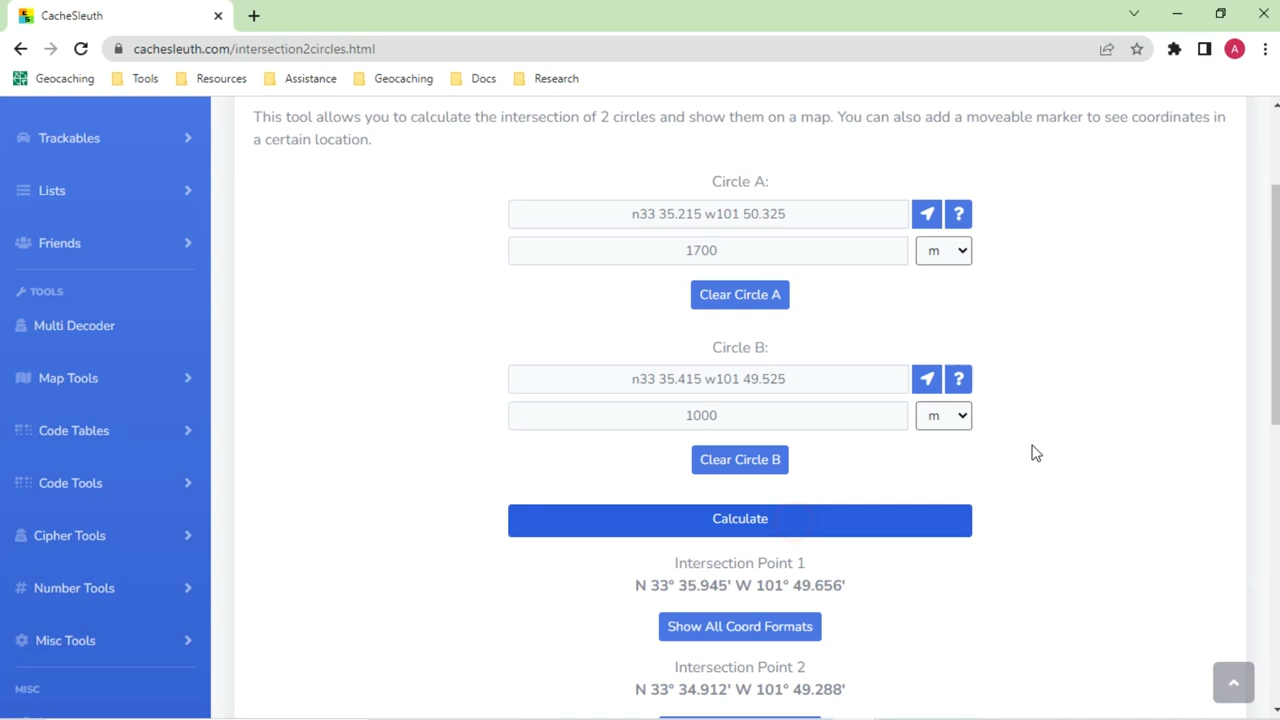 CacheSleuth
cachesleuth.com/intersection2circles.html
A
Geocaching Tools Resources Assistance Geocaching Docs Research
Trackables
Lists
Friends
TOOLS
Multi Decoder
Map Tools
Code Tables
Code Tools
Cipher Tools
Number Tools
Misc Tools
MISC
This tool allows you to calculate the intersection of 2 circles and show them on a map. You can also add a moveable marker to see coordinates in
a certain location.
Circle A:
n33 35.215 w101 50.325 ?
1700 m
Clear Circle A
Circle B:
n33 35.415 w101 49.525 ?
1000 m
Clear Circle B
Calculate
Intersection Point 1
N 33° 35.945' W 101° 49.656'
Show All Coord Formats
Intersection Point 2
N 33° 34.912' W 101° 49.288'